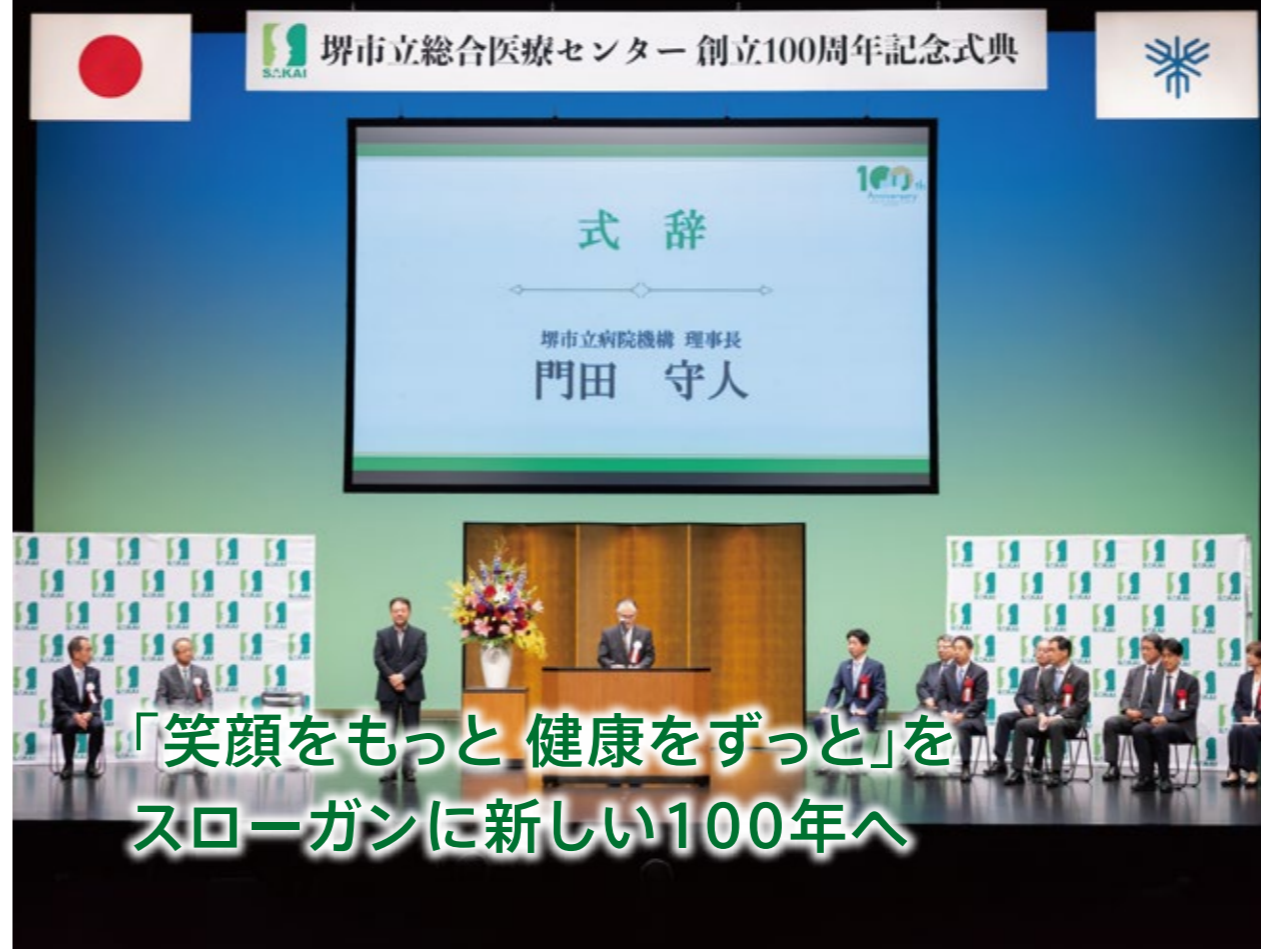 SAKAI
堺市立総合医療センター 創立100周年記念式典
100th
Anniversary
式 辞
堺市立病院機構 理事長
門田 守人
「笑顔をもっと 健康をずっと」を
スローガンに新しい100年へ